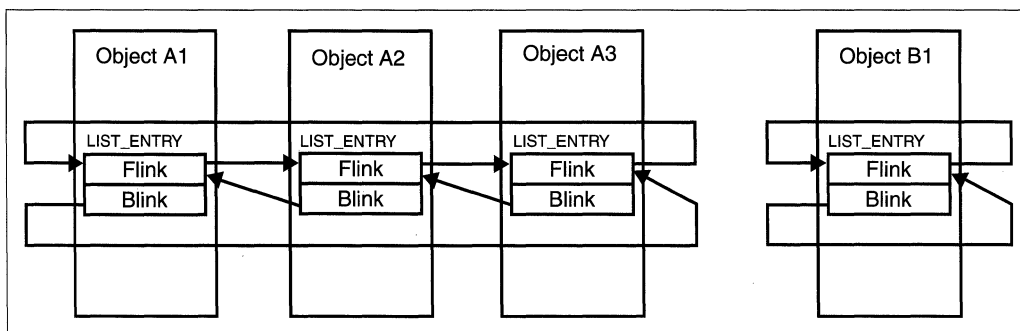 Object A1
Object A2
Object A3
Object B1
LIST_ENTRY
LIST_ENTRY
LIST_ENTRY
LIST_ENTRY
Flink
Flink
Flink
Flink
Blink
Blink
Blink
Blink